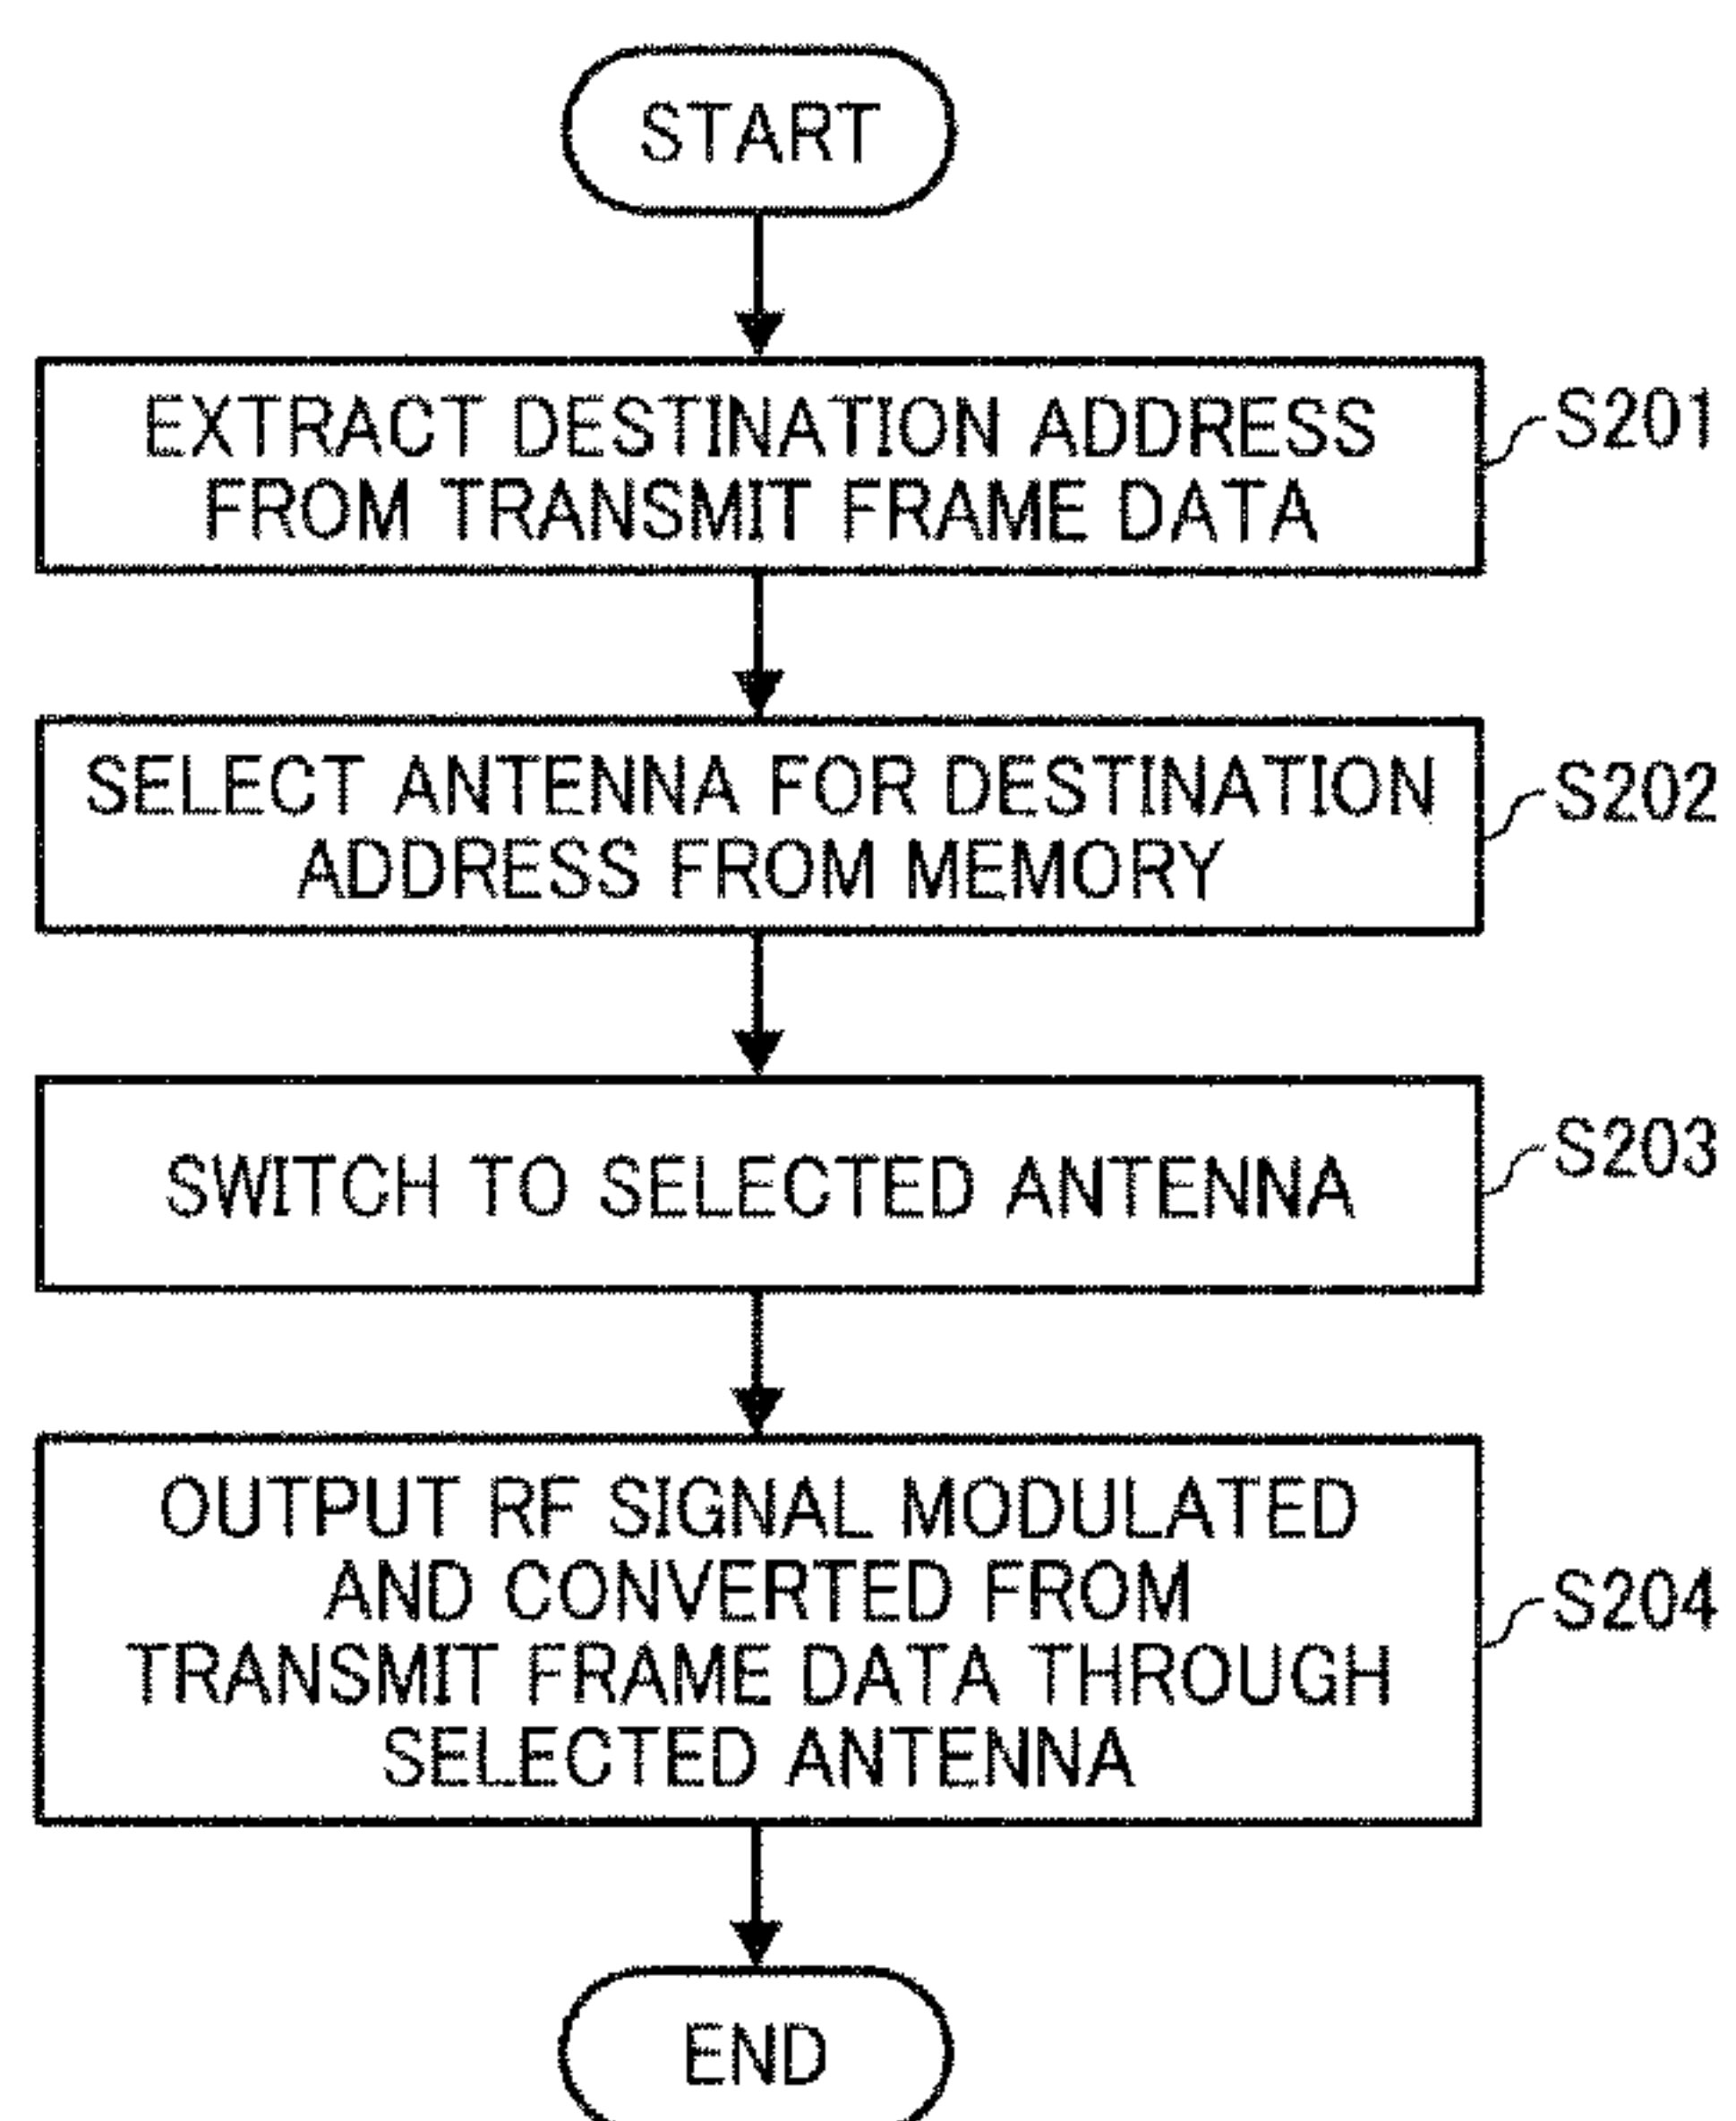 START
EXTRACT DESTINATION ADDRESS
FROM TRANSMIT FRAME DATA
S201
SELECT ANTENNA FOR DESTINATION
ADDRESS FROM MEMORY
S202
SWITCH TO SELECTED ANTENNA
S203
OUTPUT RF SIGNAL MODULATED
AND CONVERTED FROM
TRANSMIT FRAME DATA THROUGH
SELECTED ANTENNA
S204
END